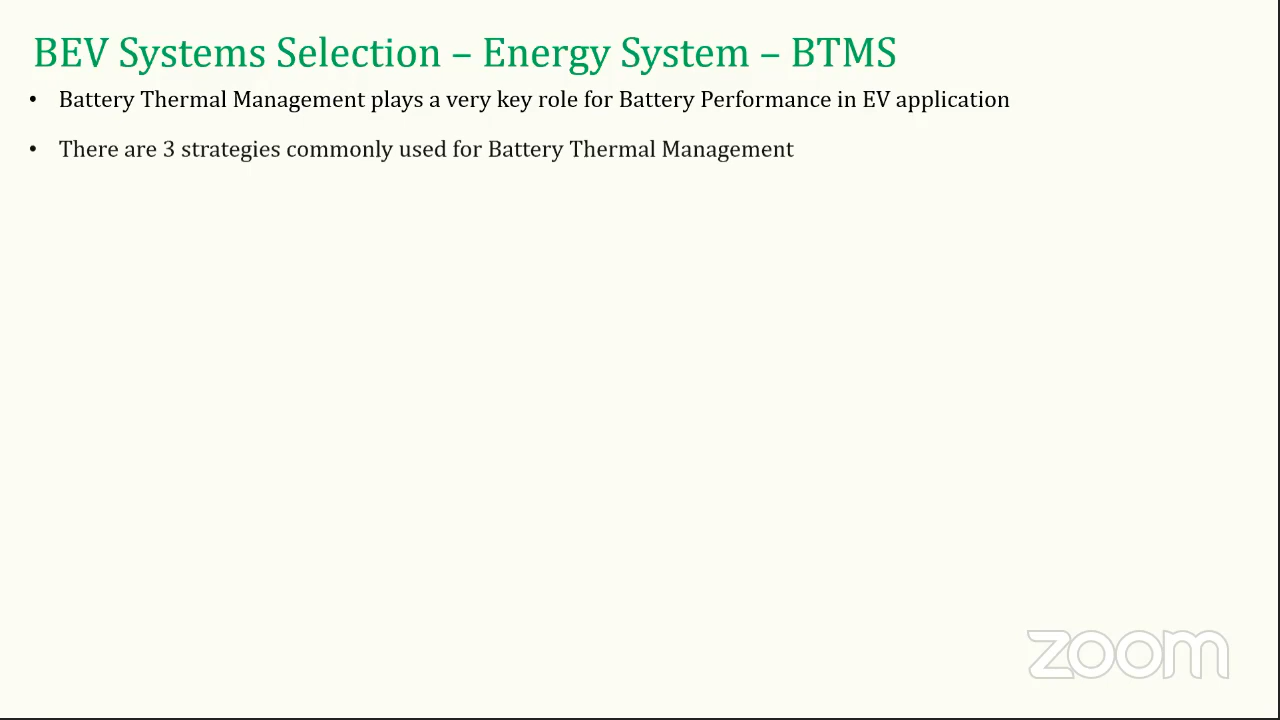 BEV Systems Selection – Energy System – BTMS
• Battery Thermal Management plays a very key role for Battery Performance in EV application
• There are 3 strategies commonly used for Battery Thermal Management
zoom